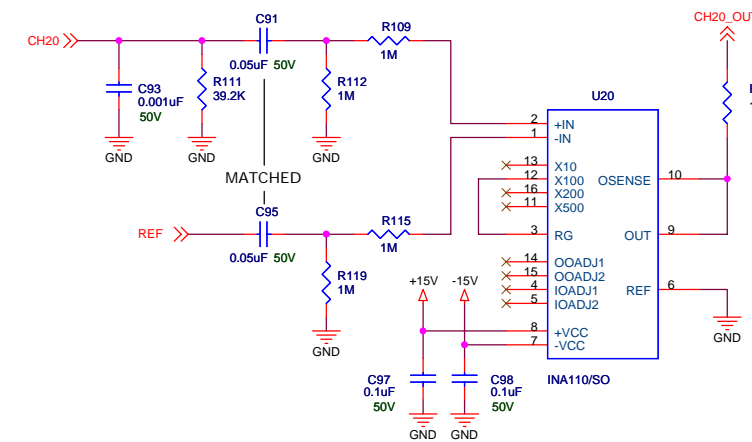 CH20
C91
0.05uF 50V
R109
1M
CH20_OU
C93
0.001uF
50V
R111
39.2K
R112
1M
GND
GND
GND
MATCHED
U20
2 +IN
1 -IN
13 X10
12 X100
16 X200
11 X500
3 RG
14 OOADJ1
15 OOADJ2
4 IOADJ1
5 IOADJ2
8 +VCC
7 -VCC
OSENSE 10
OUT 9
REF 6
GND
INA110/SO
REF
C95
0.05uF 50V
R115
1M
R119
1M
GND
+15V
-15V
C97
0.1uF
50V
C98
0.1uF
50V
GND
GND